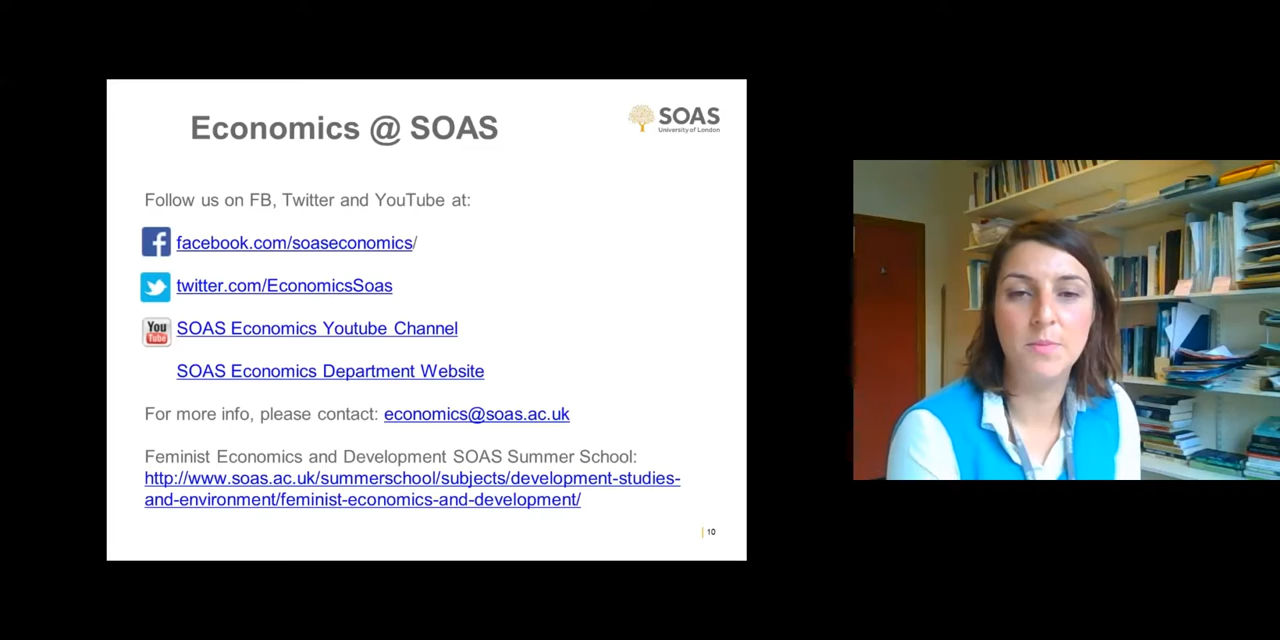 Economics @ SOAS
SOAS
University of London
Follow us on FB, Twitter and YouTube at:
f facebook.com/soaseconomics/
twitter.com/EconomicsSoas
You
Tube
SOAS Economics Youtube Channel
SOAS Economics Department Website
For more info, please contact: economics@soas.ac.uk
Feminist Economics and Development SOAS Summer School:
http://www.soas.ac.uk/summerschool/subjects/development-studies-
and-environment/feminist-economics-and-development/
10